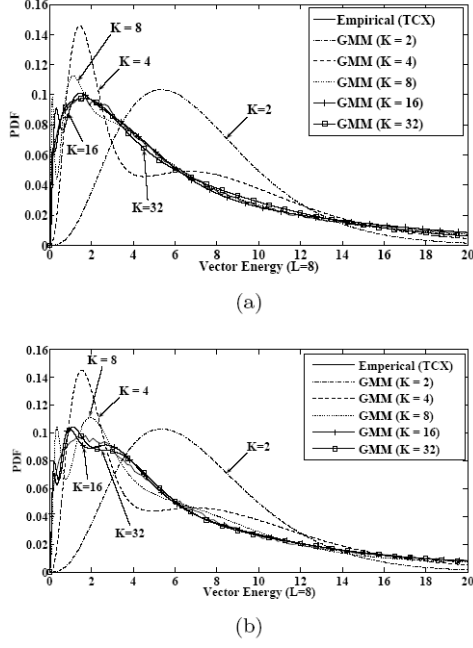 0.16
0.14
0.12
0.1
0.08
0.06
0.04
0.02
0
PDF
K = 8
K = 4
K=2
K=16
K=32
Empirical (TCX)
GMM (K = 2)
GMM (K = 4)
GMM (K = 8)
GMM (K = 16)
GMM (K = 32)
0 2 4 6 8 10 12 14 16 18 20
Vector Energy (L=8)
(a)
0.16
0.14
0.12
0.1
0.08
0.06
0.04
0.02
0
PDF
K = 8
K = 4
K=2
K=16
K=32
Emperical (TCX)
GMM (K = 2)
GMM (K = 4)
GMM (K = 8)
GMM (K = 16)
GMM (K = 32)
0 2 4 6 8 10 12 14 16 18 20
Vector Energy (L=8)
(b)